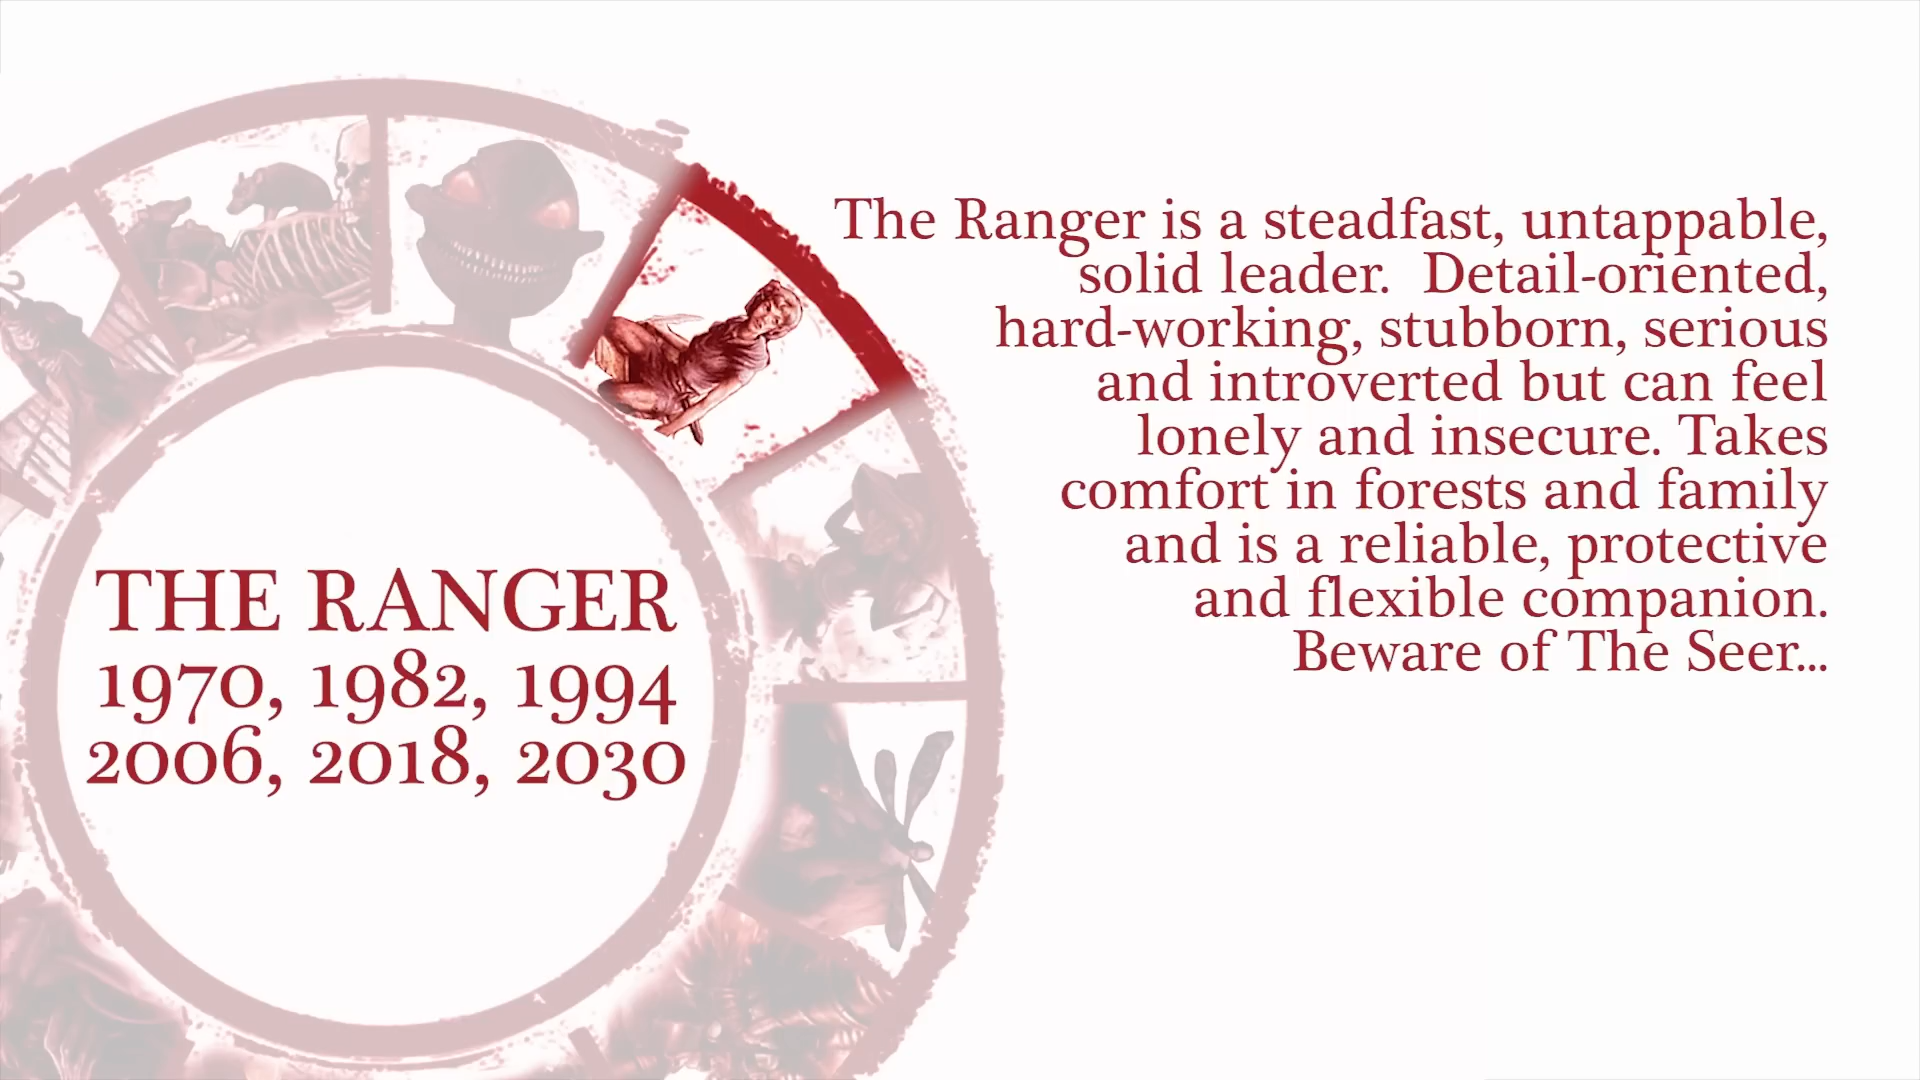 THE RANGER
1970, 1982, 1994
2006, 2018, 2030
The Ranger is a steadfast, untappable,
solid leader.  Detail-oriented,
hard-working, stubborn, serious
and introverted but can feel
lonely and insecure. Takes
comfort in forests and family
and is a reliable, protective
and flexible companion.
Beware of The Seer...